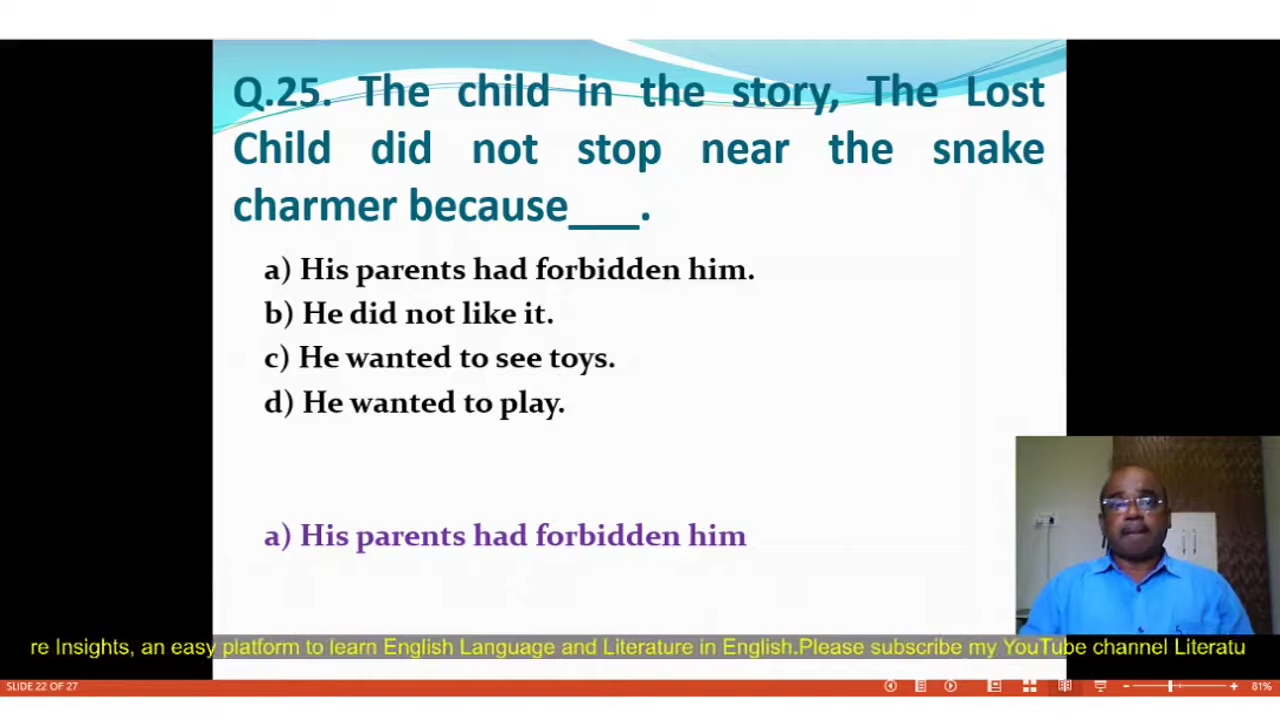 Q.25. The child in the story, The Lost
Child did not stop near the snake
charmer because___.
a) His parents had forbidden him.
b) He did not like it.
c) He wanted to see toys.
d) He wanted to play.
a) His parents had forbidden him
re Insights, an easy platform to learn English Language and Literature in English.Please subscribe my YouTube channel Literatu
SLIDE 22 OF 27
81%